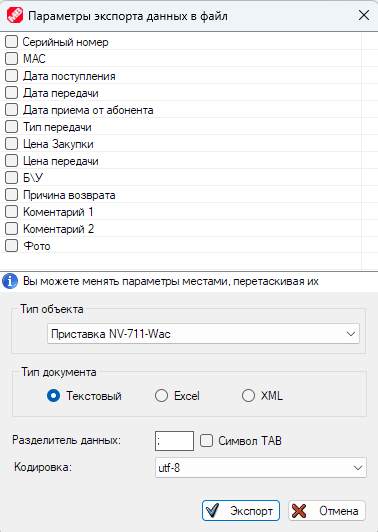 Параметры экспорта данных в файл
Серийный номер
MAC
Дата поступления
Дата передачи
Дата приема от абонента
Тип передачи
Цена Закупки
Цена передачи
Б\У
Причина возврата
Коментарий 1
Коментарий 2
Фото
Вы можете менять параметры местами, перетаскивая их
Тип объекта
Приставка NV-711-Wac
Тип документа
Текстовый Excel XML
Разделитель данных: ; Символ TAB
Кодировка: utf-8
Экспорт Отмена